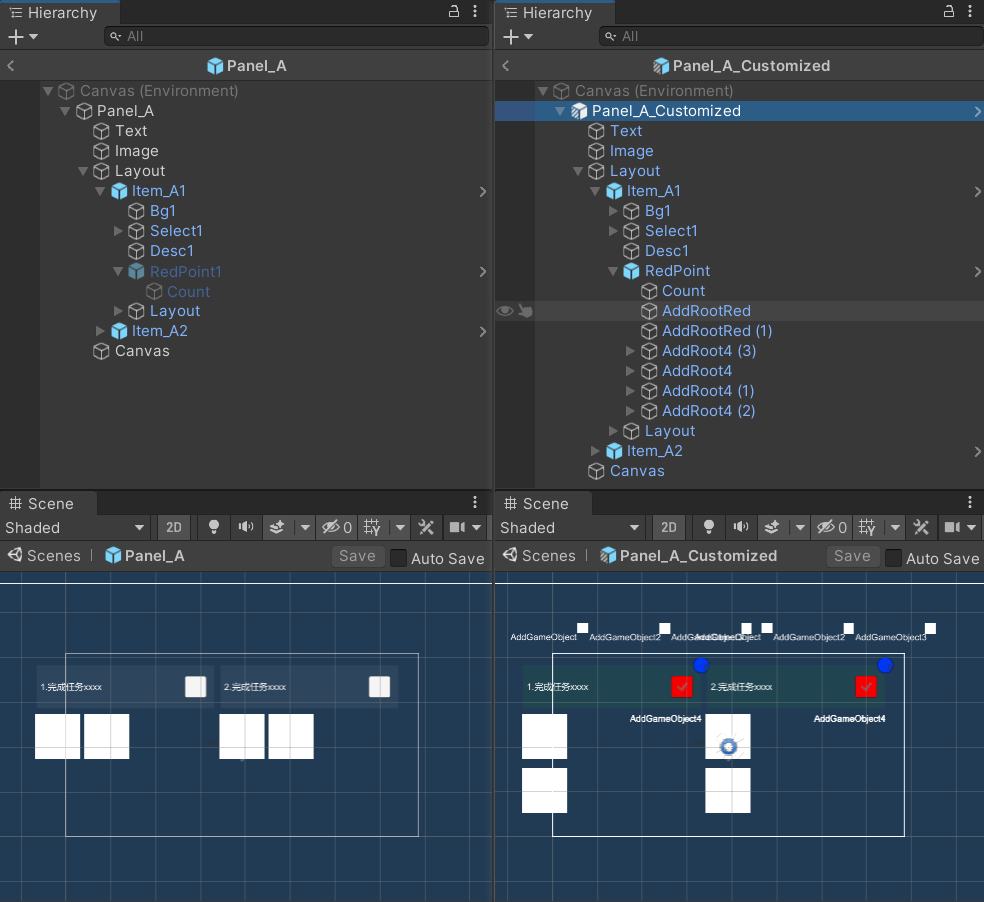 Hierarchy
All
Panel_A
Canvas (Environment)
Panel_A
Text
Image
Layout
Item_A1
Bg1
Select1
Desc1
RedPoint1
Count
Layout
Item_A2
Canvas
Scene
Shaded
2D
0
Scenes
Panel_A
Save
Auto Save
1.完成任务xxxx
2.完成任务xxxx
Hierarchy
All
Panel_A_Customized
Canvas (Environment)
Panel_A_Customized
Text
Image
Layout
Item_A1
Bg1
Select1
Desc1
RedPoint
Count
AddRootRed
AddRootRed (1)
AddRoot4 (3)
AddRoot4
AddRoot4 (1)
AddRoot4 (2)
Layout
Item_A2
Canvas
Scene
Shaded
2D
0
Scenes
Panel_A_Customized
Save
Auto Save
AddGameObject
AddGameObject2
AddGameObject2
AddGameObject3
1.完成任务xxxx
2.完成任务xxxx
AddGameObject4
AddGameObject4